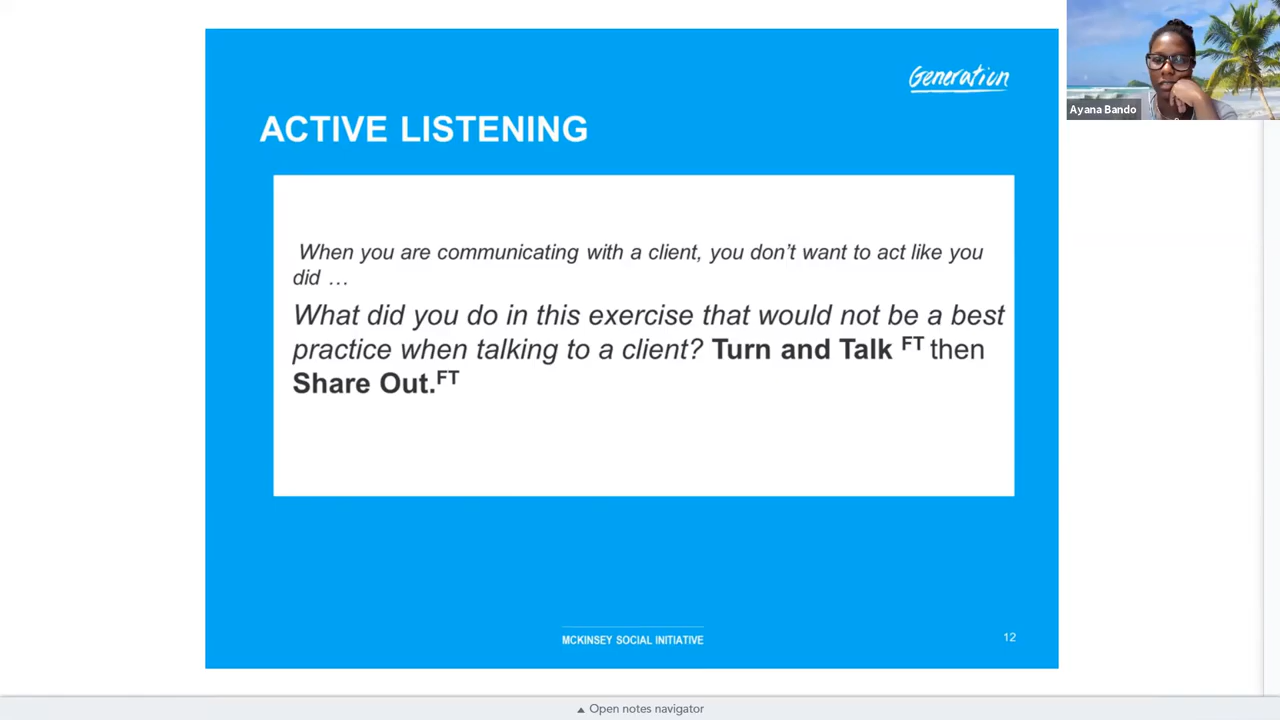 Generation
Ayana Bando
ACTIVE LISTENING
When you are communicating with a client, you don’t want to act like you
did …
What did you do in this exercise that would not be a best
practice when talking to a client? Turn and Talk FT then
Share Out.FT
MCKINSEY SOCIAL INITIATIVE
12
▲ Open notes navigator